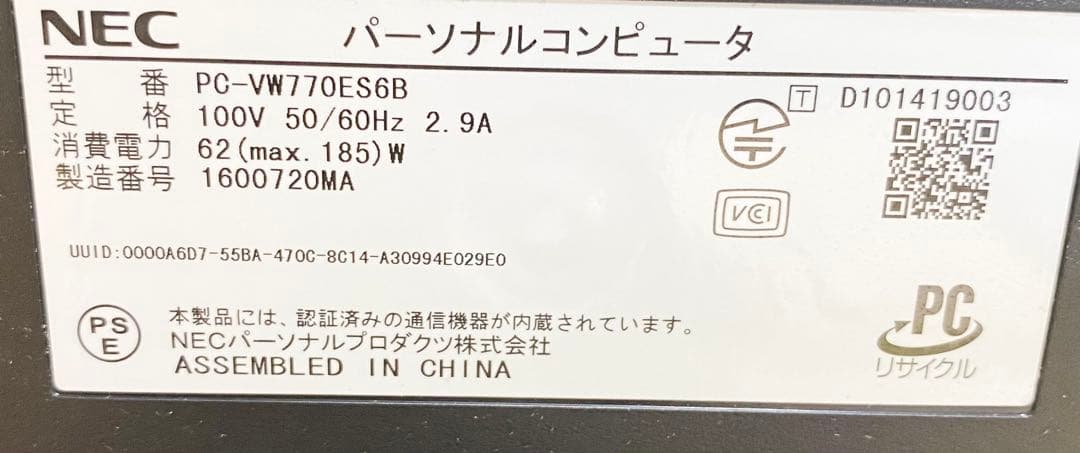 NEC パーソナルコンピュータ
型 番 PC-VW770ES6B
定 格 100V 50/60Hz 2.9A
消費電力 62(max.185)W
製造番号 1600720MA
T D101419003
VCI
UUID:0000A6D7-55BA-470C-8C14-A30994E029E0
PS
E
本製品には、認証済みの通信機器が内蔵されています。
NECパーソナルプロダクツ株式会社
ASSEMBLED IN CHINA
PC
リサイクル